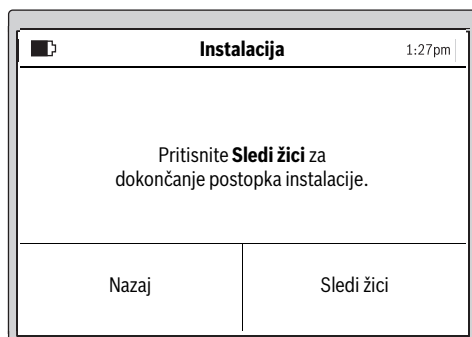 Instalacija 1:27pm
Pritisnite Sledi žici za
dokončanje postopka instalacije.
Nazaj Sledi žici